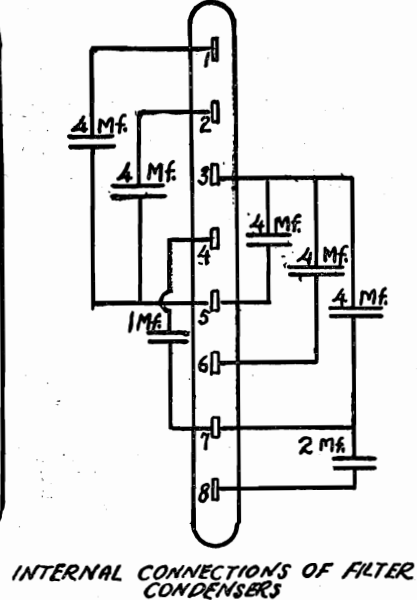 1
4 Mf.
2
4 Mf.
3
4 Mf.
4
4 Mf.
4 Mf.
5
1 Mf.
6
7
2 Mf.
8
INTERNAL CONNECTIONS OF FILTER
CONDENSERS